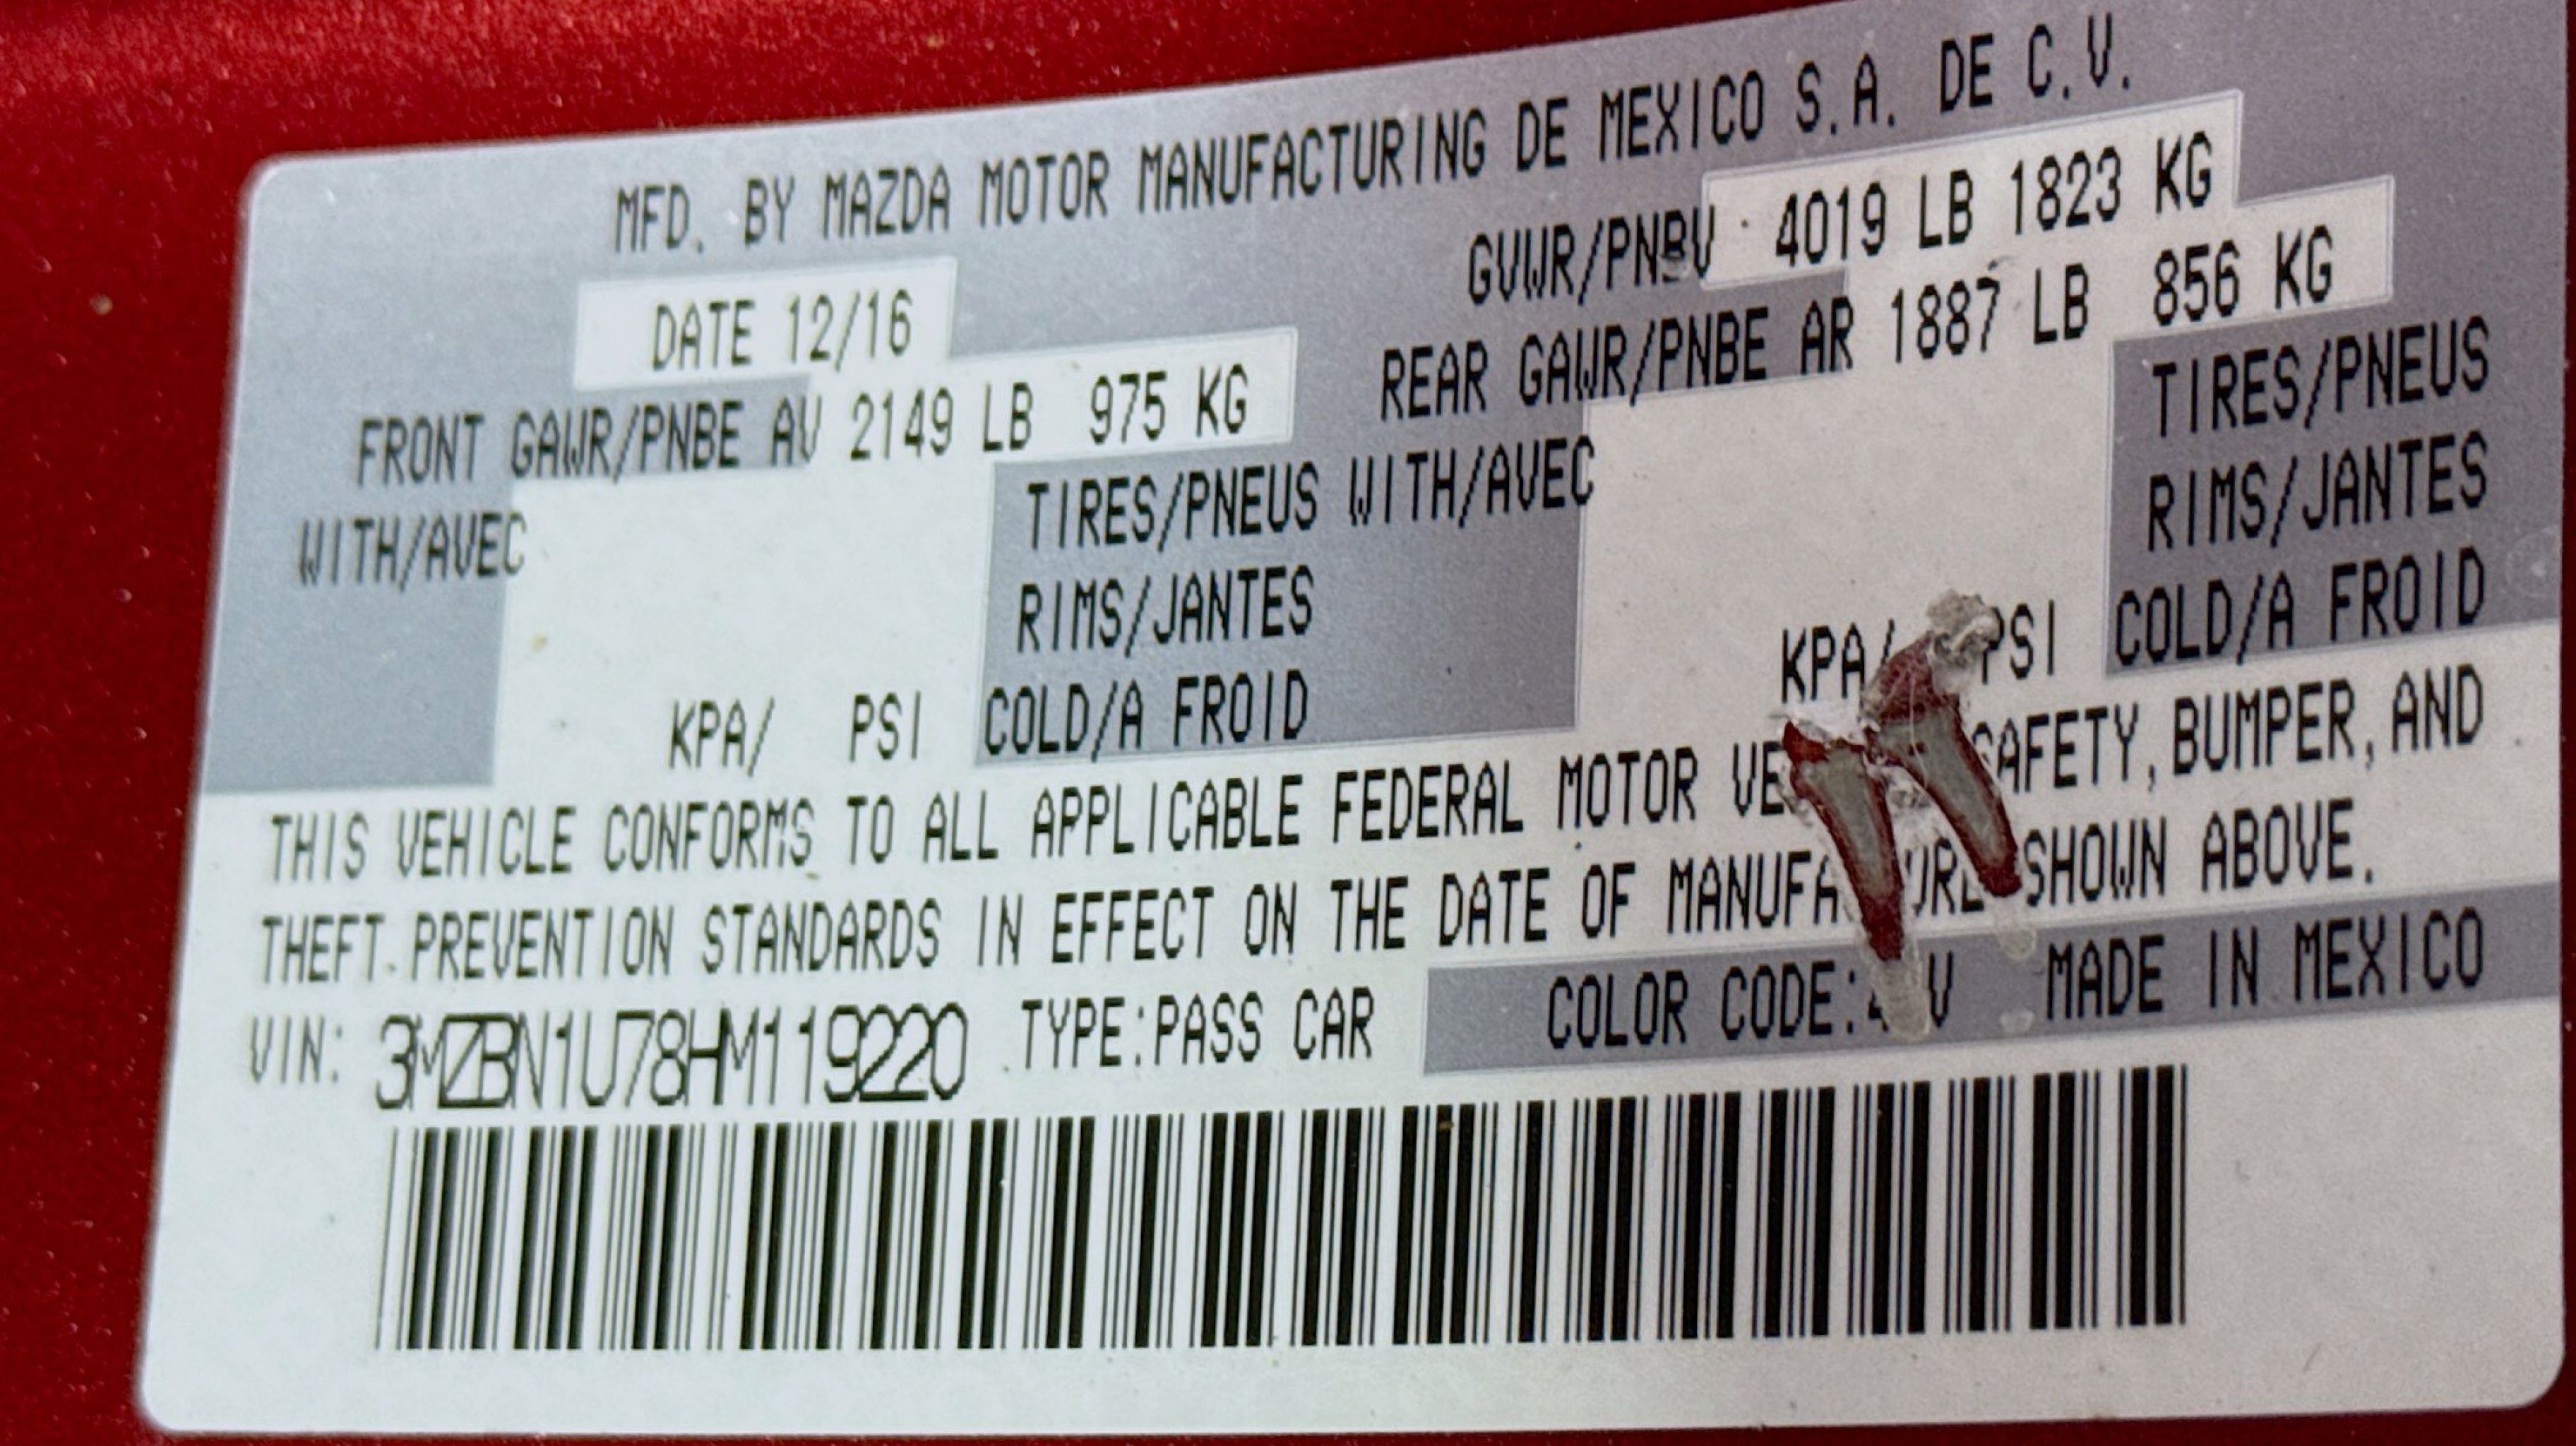 MFD. BY MAZDA MOTOR MANUFACTURING DE MEXICO S.A. DE C.V.
DATE 12/16
GVWR/PNBV 4019 LB 1823 KG
FRONT GAWR/PNBE AV 2149 LB 975 KG
REAR GAWR/PNBE AR 1887 LB 856 KG
WITH/AVEC TIRES/PNEUS
RIMS/JANTES
KPA/ PSI COLD/A FROID
WITH/AVEC TIRES/PNEUS
RIMS/JANTES
KPA/ PSI COLD/A FROID
THIS VEHICLE CONFORMS TO ALL APPLICABLE FEDERAL MOTOR SAFETY, BUMPER, AND
THEFT PREVENTION STANDARDS IN EFFECT ON THE DATE OF MANUFACTURE SHOWN ABOVE.
VIN: 3MZBN1U78HM119220 TYPE:PASS CAR COLOR CODE: MADE IN MEXICO